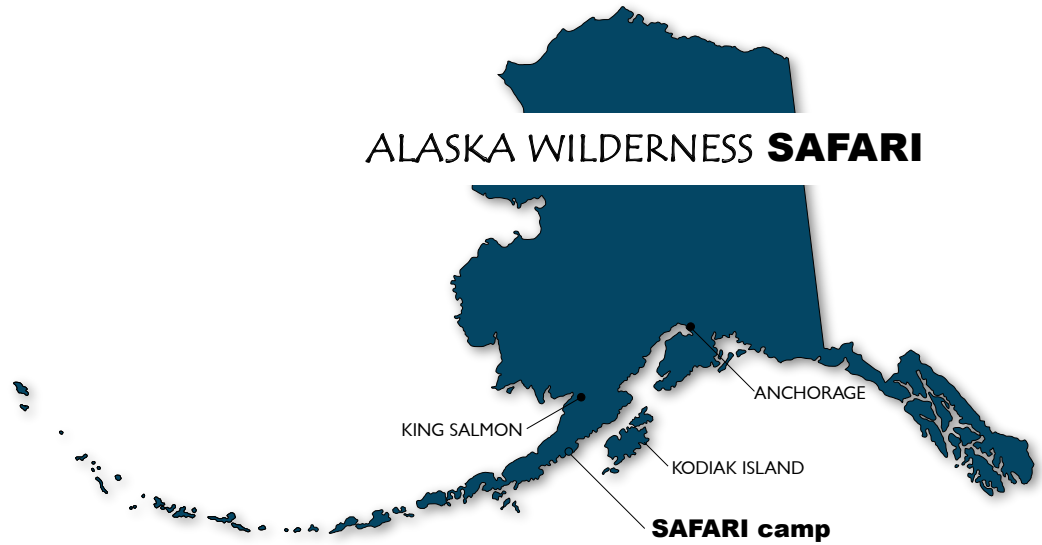 ALASKA WILDERNESS SAFARI
ANCHORAGE
KING SALMON
KODIAK ISLAND
SAFARI camp